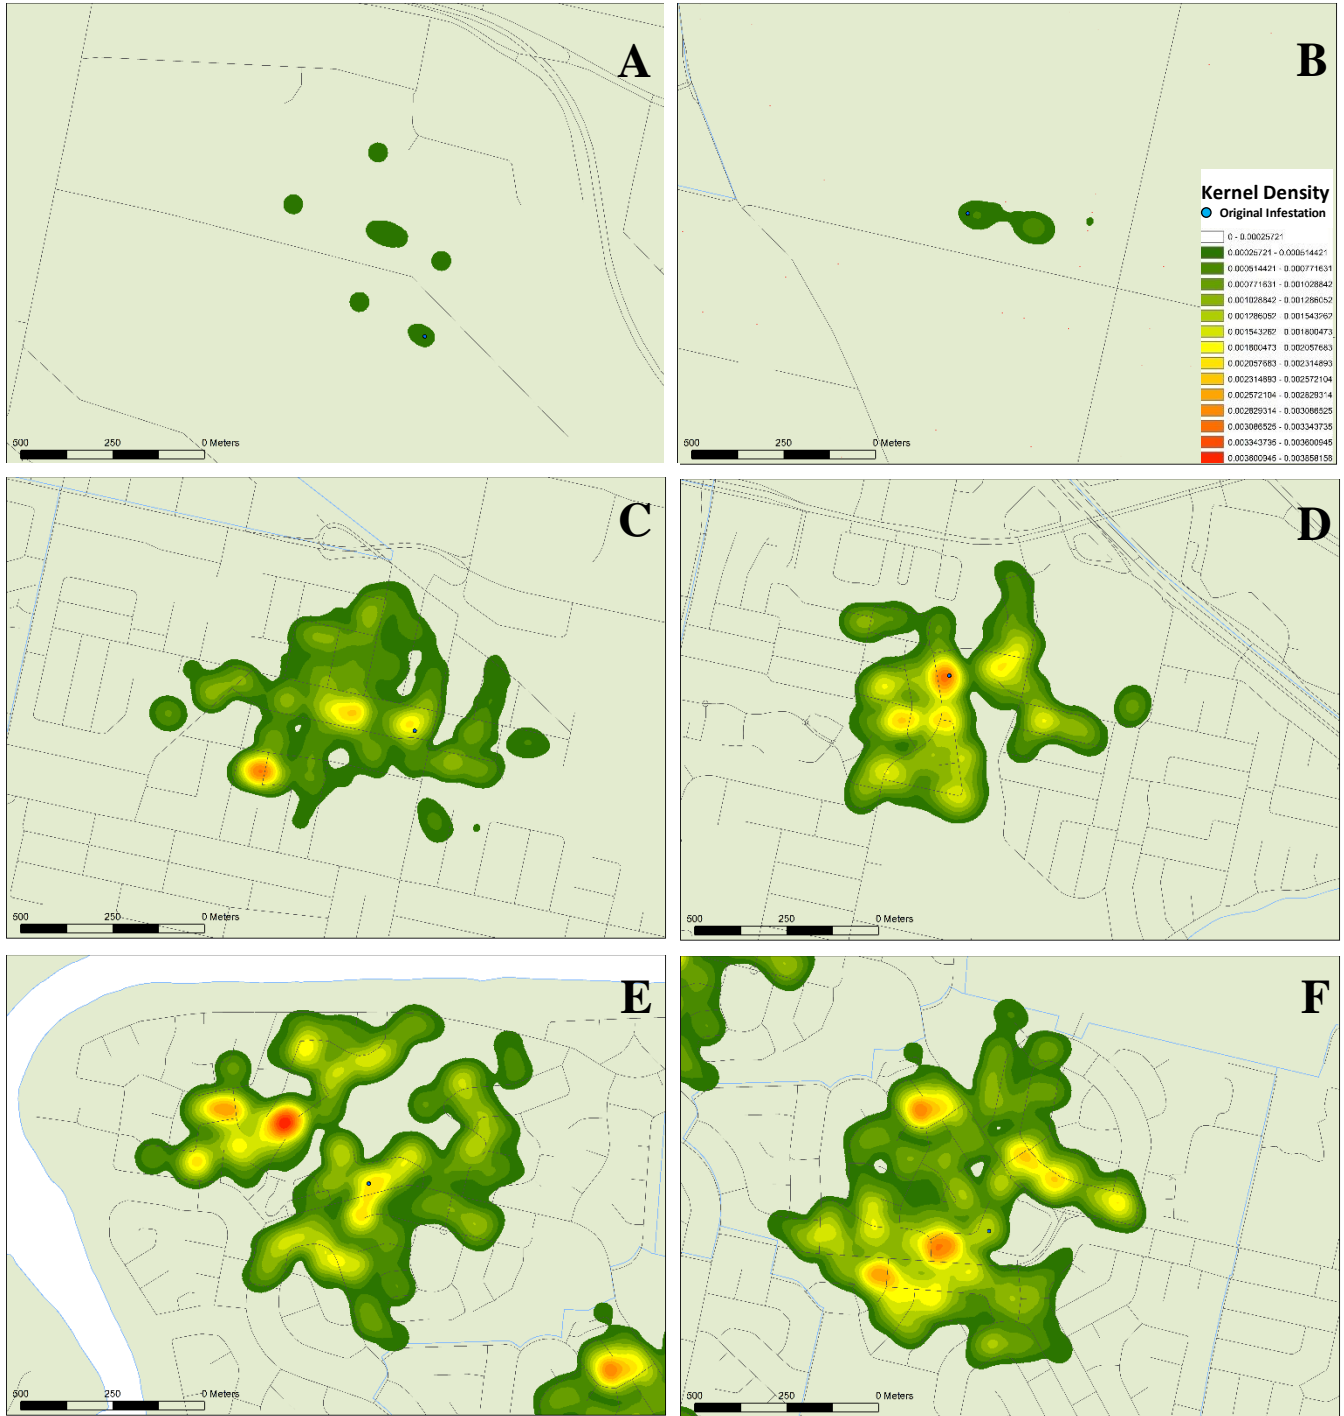 A
B
Kernel Density
Original Infestation
0 - 0.00025721
0.00025721 - 0.000514421
0.000514421 - 0.000771631
0.000771631 - 0.001028842
0.001028842 - 0.001286052
0.001286052 - 0.001543262
0.001543262 - 0.001800473
0.001800473 - 0.002057683
0.002057683 - 0.002314893
0.002314893 - 0.002572104
0.002572104 - 0.002829314
0.002829314 - 0.003086525
0.003086525 - 0.003343735
0.003343735 - 0.003600945
0.003600945 - 0.003858156
500 250 0 Meters
500 250 0 Meters
C
D
500 250 0 Meters
500 250 0 Meters
E
F
500 250 0 Meters
500 250 0 Meters